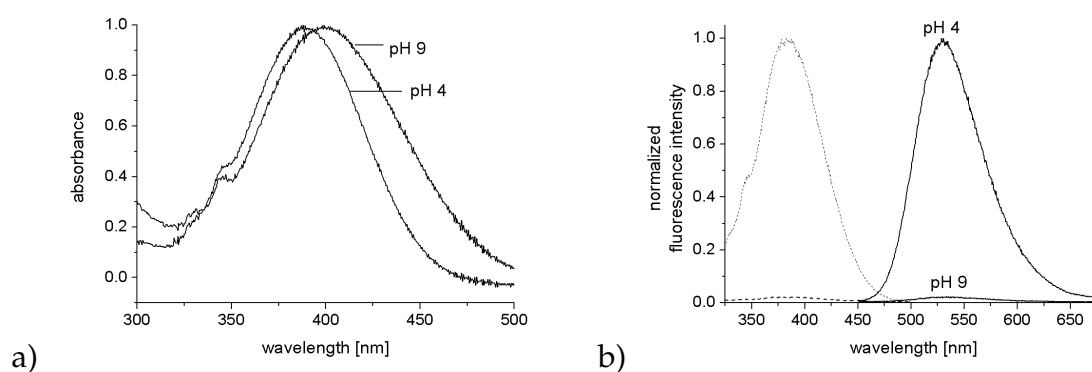 1.0
0.8
0.6
0.4
0.2
0.0
absorbance
pH 9
pH 4
300 350 400 450 500
wavelength [nm]
a)
1.0
0.8
0.6
0.4
0.2
0.0
normalized
fluorescence intensity
pH 4
pH 9
350 400 450 500 550 600 650
wavelength [nm]
b)